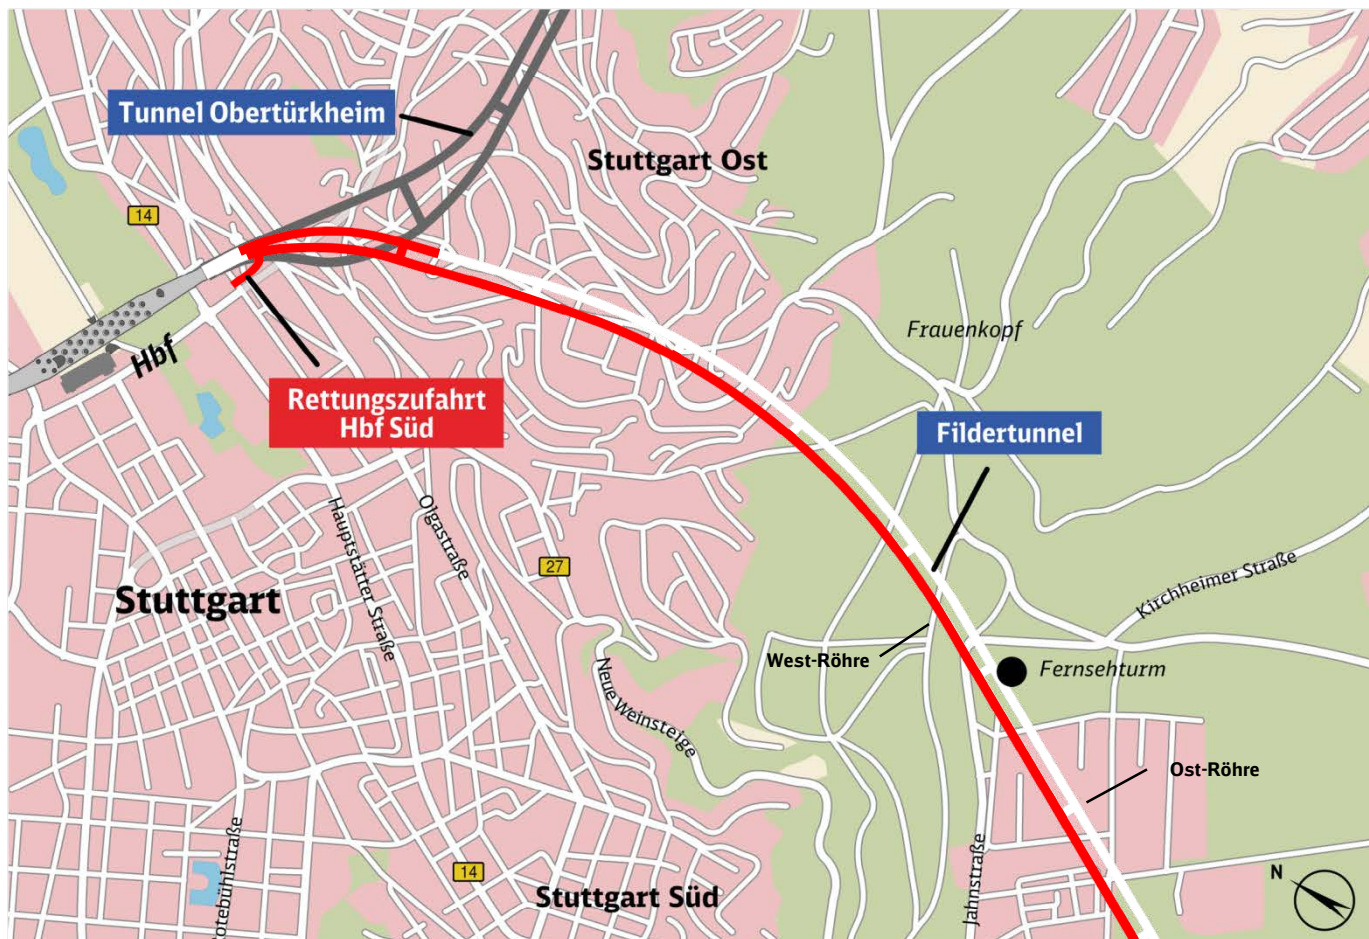 Tunnel Obertürkheim
Stuttgart Ost
14
Frauenkopf
Hbf
Rettungszufahrt
Hbf Süd
Fildertunnel
Hauptstätter Straße
Olgastraße
27
Kirchheimer Straße
Stuttgart
West-Röhre
Fernsehturm
Neue Weinsteige
Ost-Röhre
Jahnstraße
14
Stuttgart Süd
N